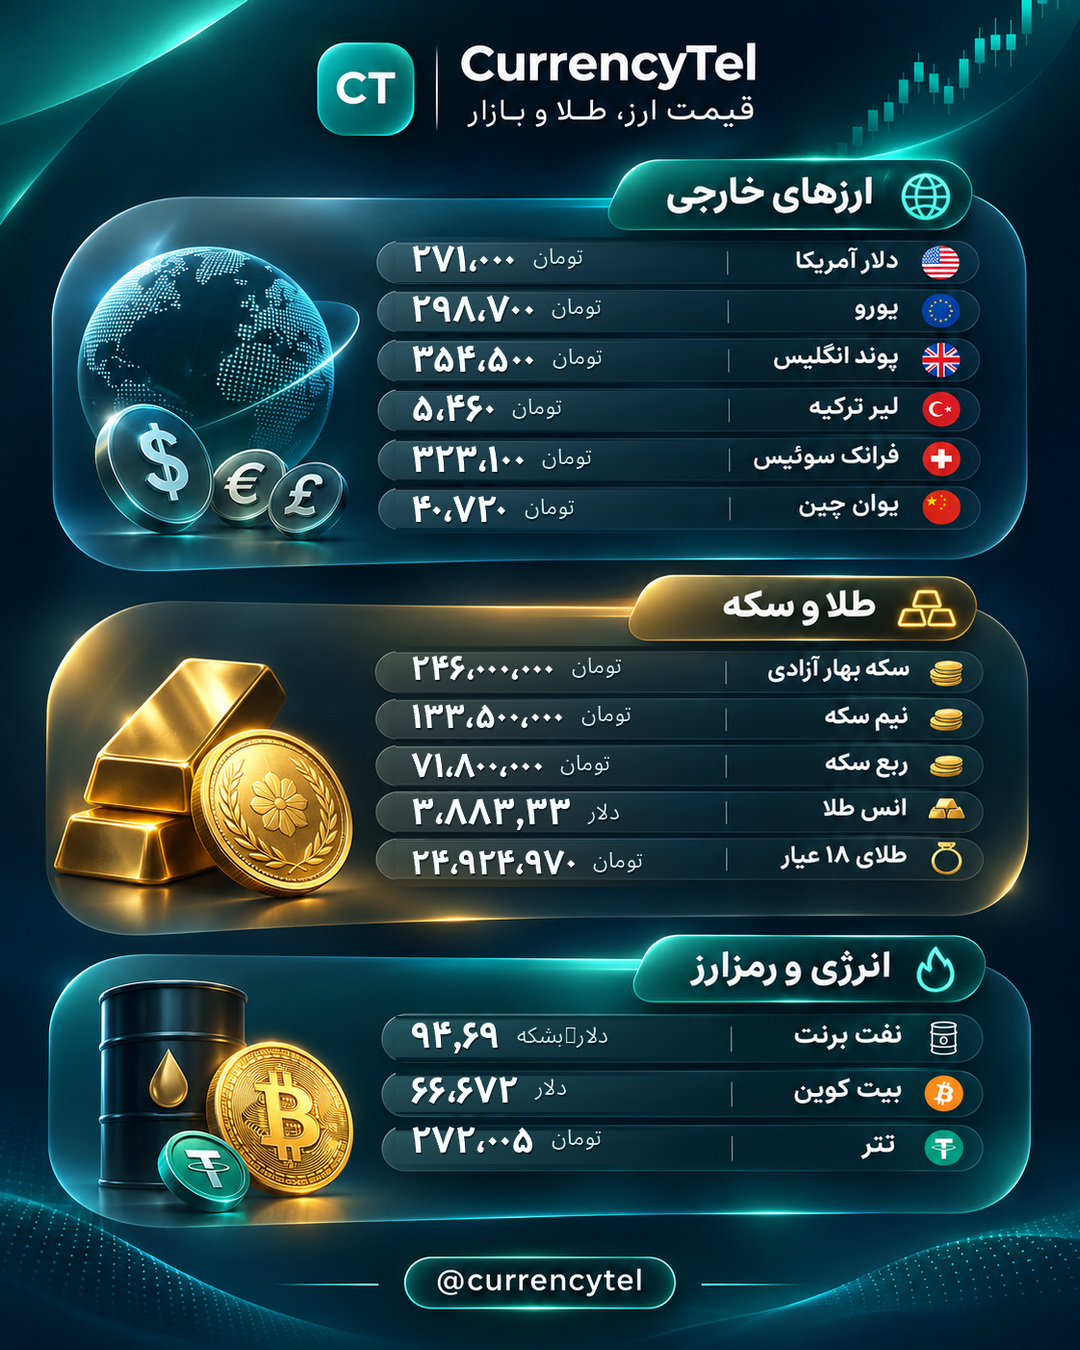 CT
CurrencyTel
قیمت ارز، طلا و بازار
ارزهای خارجی
دلار آمریکا | تومان ۲۷۱،۰۰۰
یورو | تومان ۲۹۸،۷۰۰
پوند انگلیس | تومان ۳۵۴،۵۰۰
لیر ترکیه | تومان ۵،۴۶۰
فرانک سوئیس | تومان ۳۲۳،۱۰۰
یوان چین | تومان ۴۰،۷۲۰
$ € £
طلا و سکه
سکه بهار آزادی | تومان ۲۴۶،۰۰۰،۰۰۰
نیم سکه | تومان ۱۳۳،۵۰۰،۰۰۰
ربع سکه | تومان ۷۱،۸۰۰،۰۰۰
انس طلا | دلار ۳،۸۸۳,۳۳
طلای ۱۸ عیار | تومان ۲۴،۹۲۴،۹۷۰
انرژی و رمزارز
نفت برنت | دلار▯بشکه ۹۴,۶۹
بیت کوین | دلار ۶۶،۶۷۲
تتر | تومان ۲۷۲،۰۰۵
@currencytel